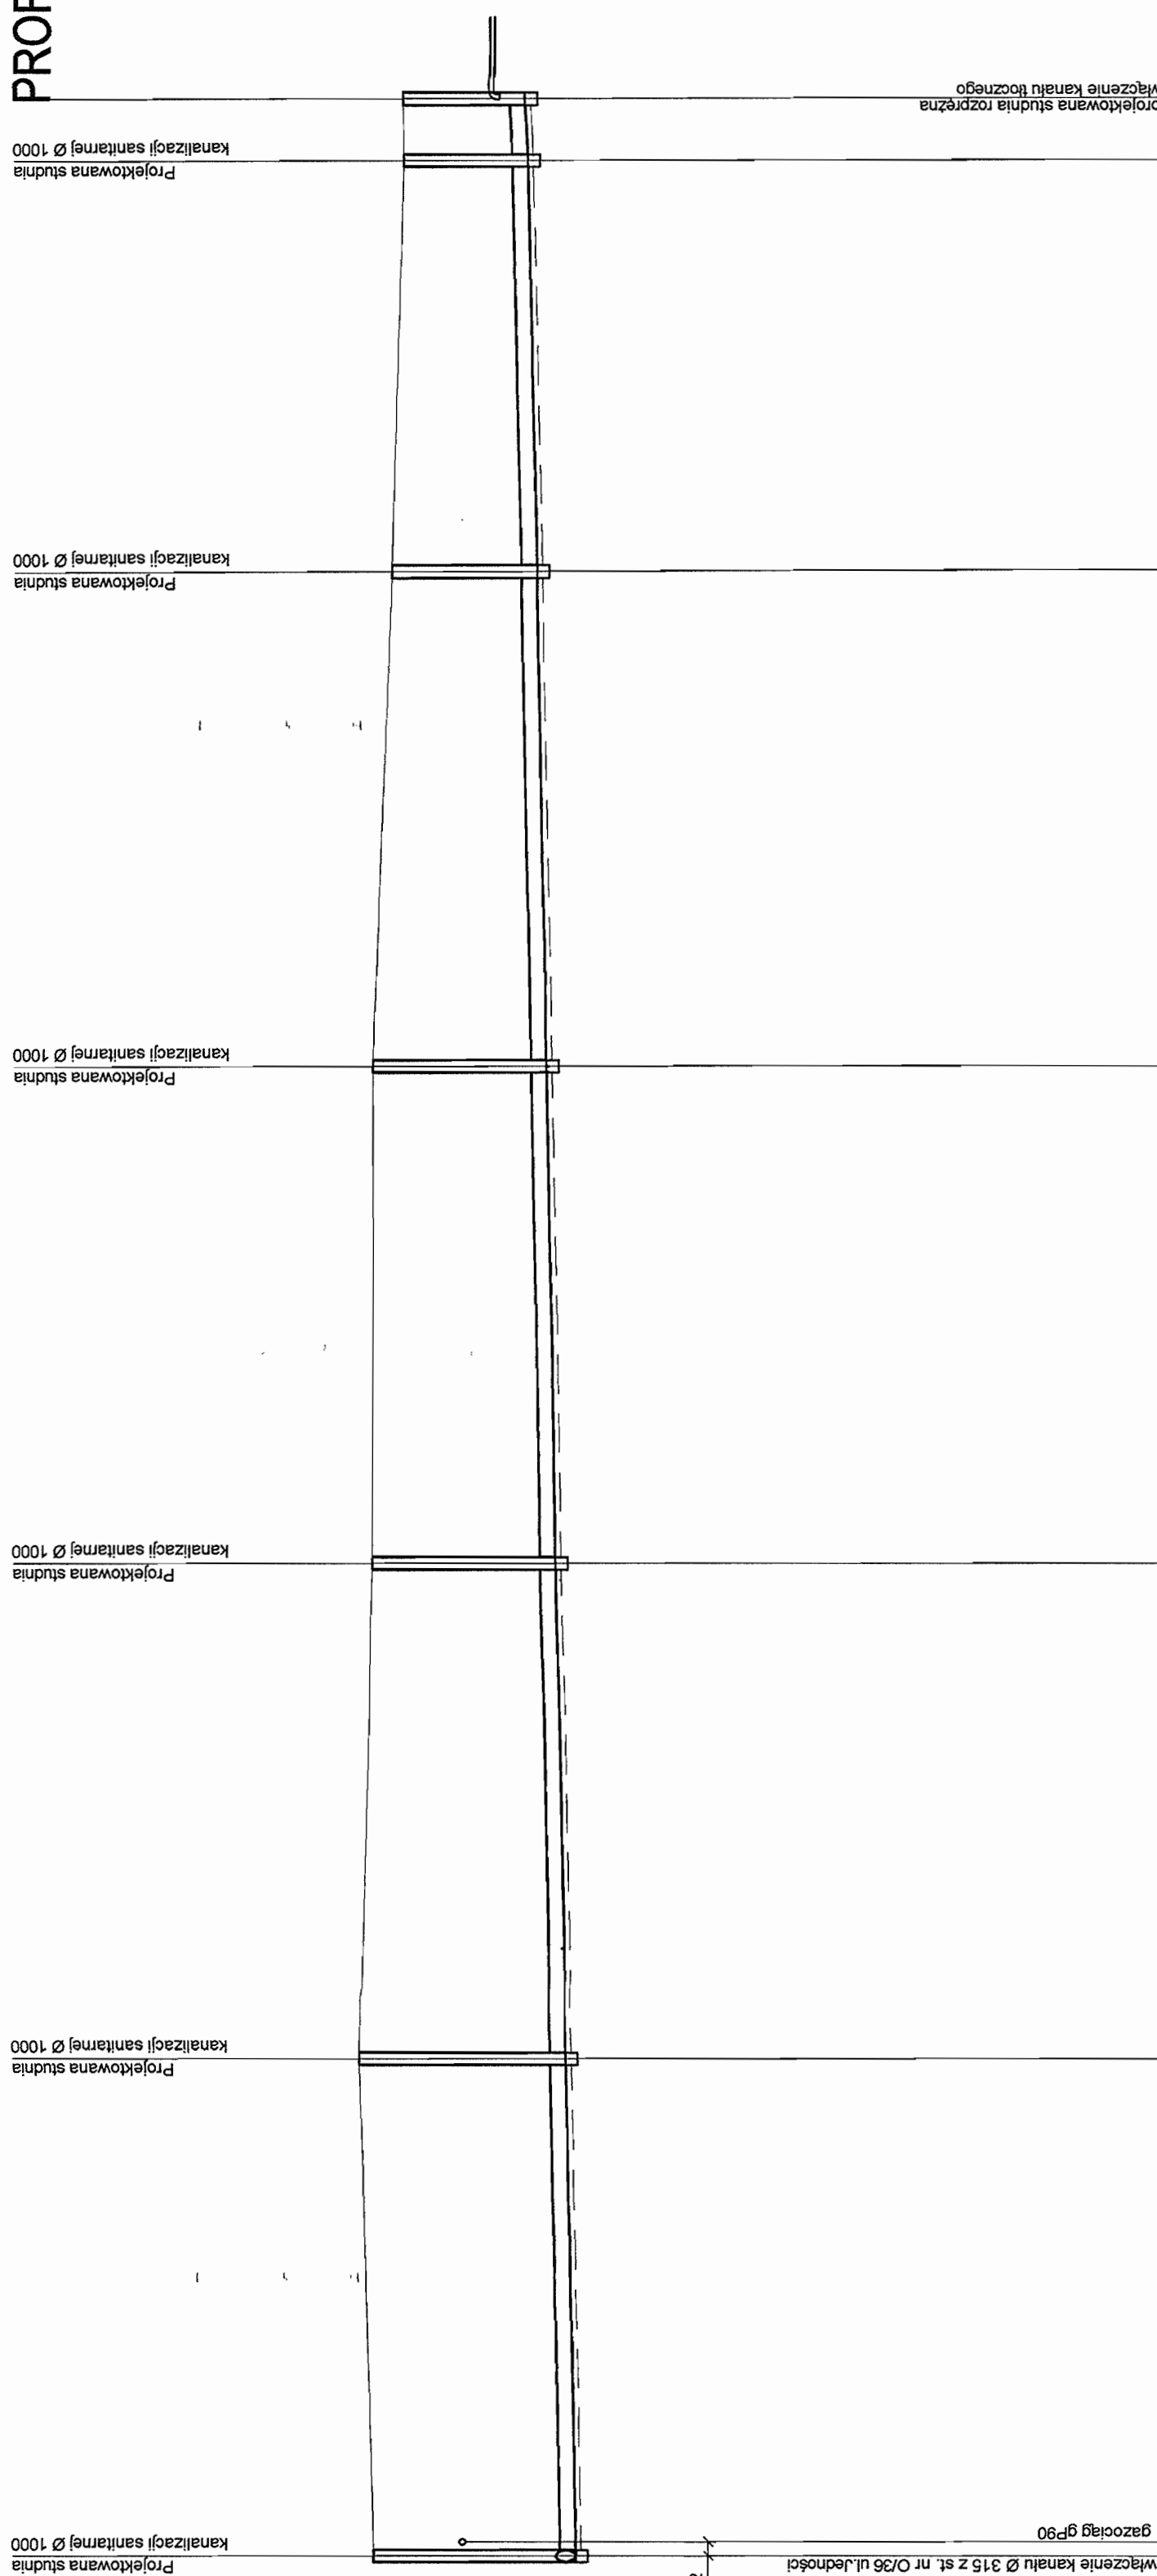 PROF
włączenie kanału tłocznego
projektowana studnia rozprężna
Projektowana studnia
kanalizacji sanitarnej Ø 1000
Projektowana studnia
kanalizacji sanitarnej Ø 1000
Projektowana studnia
kanalizacji sanitarnej Ø 1000
Projektowana studnia
kanalizacji sanitarnej Ø 1000
Projektowana studnia
kanalizacji sanitarnej Ø 1000
Projektowana studnia
kanalizacji sanitarnej Ø 1000
gazociąg gP90
włączenie kanału Ø 315 z st. nr O/36 ul.Jedności